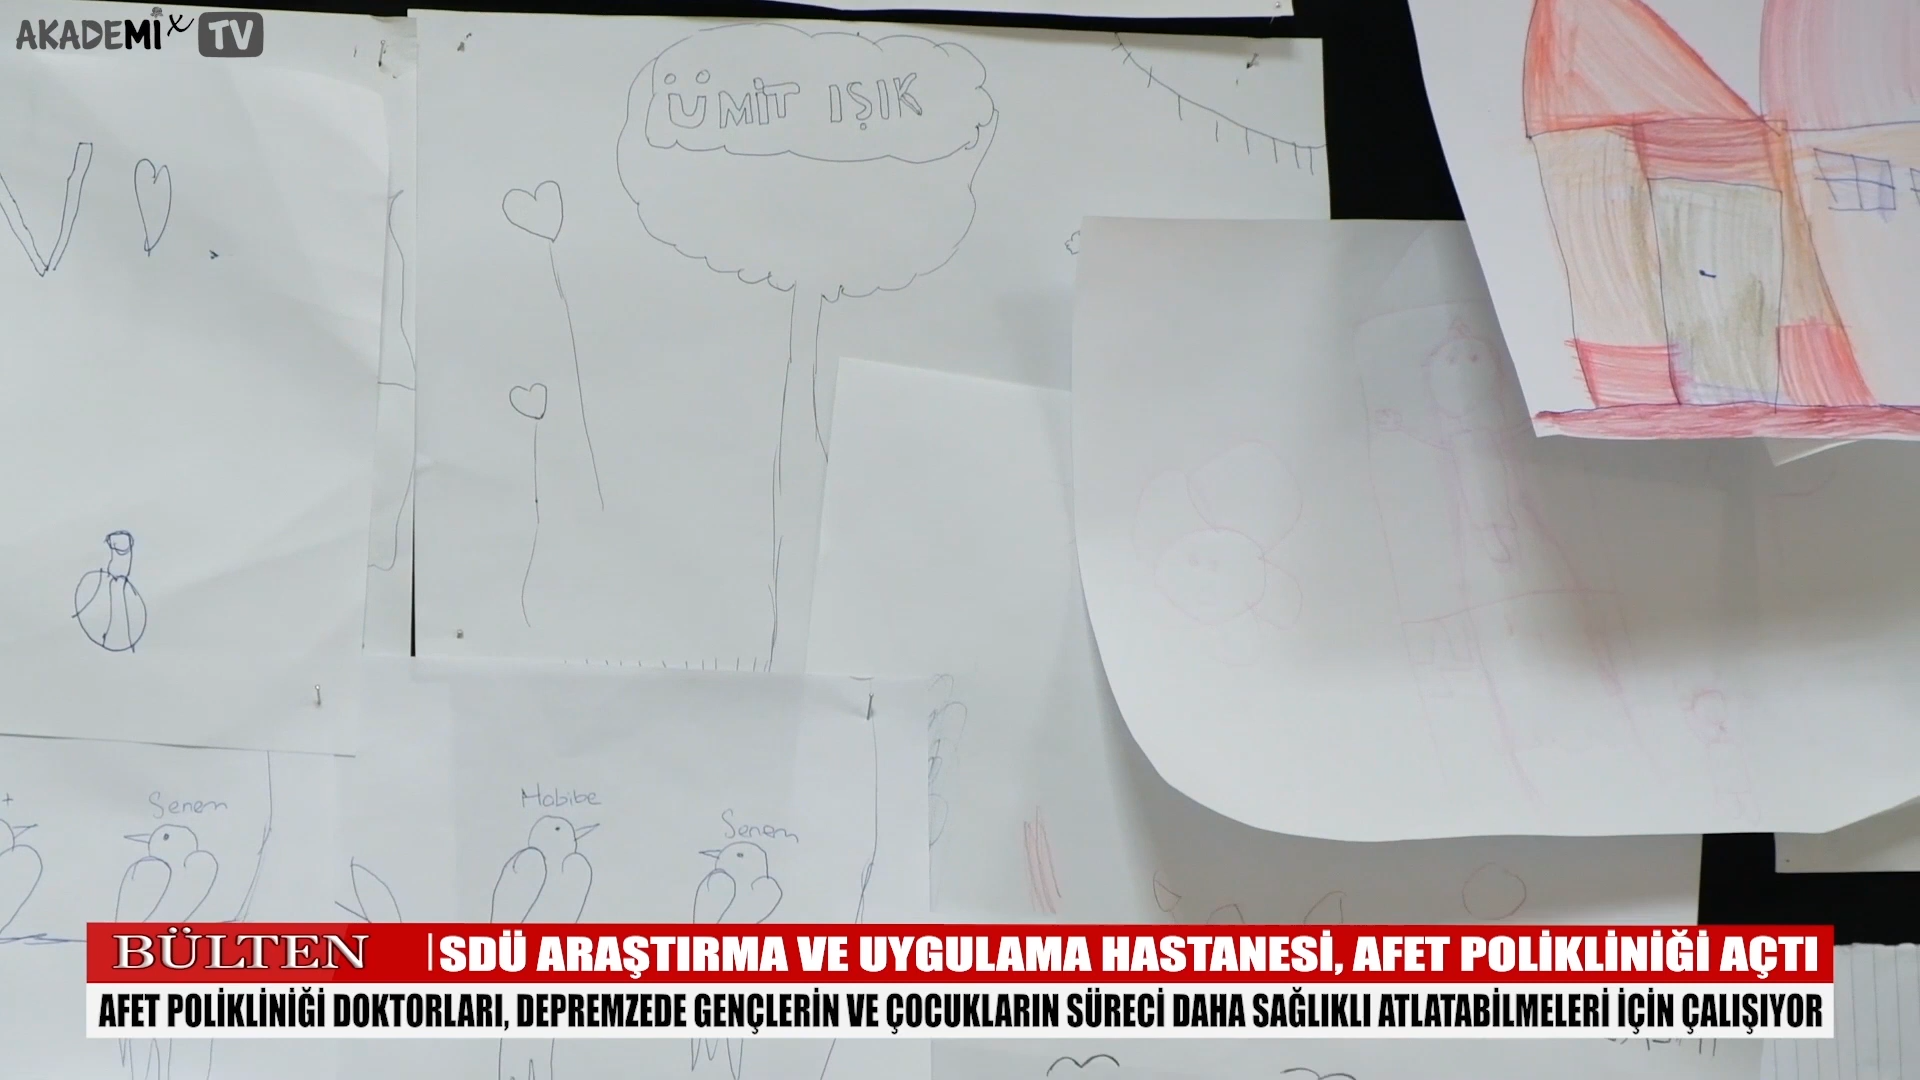 AKADEMİX TV
ÜMİT IŞIK
V
Senem
Habibe
Senem
BÜLTEN
SDÜ ARAŞTIRMA VE UYGULAMA HASTANESİ, AFET POLİKLİNİĞİ AÇTI
AFET POLİKLİNİĞİ DOKTORLARI, DEPREMZEDE GENÇLERİN VE ÇOCUKLARIN SÜRECİ DAHA SAĞLIKLI ATLATABİLMELERİ İÇİN ÇALIŞIYOR